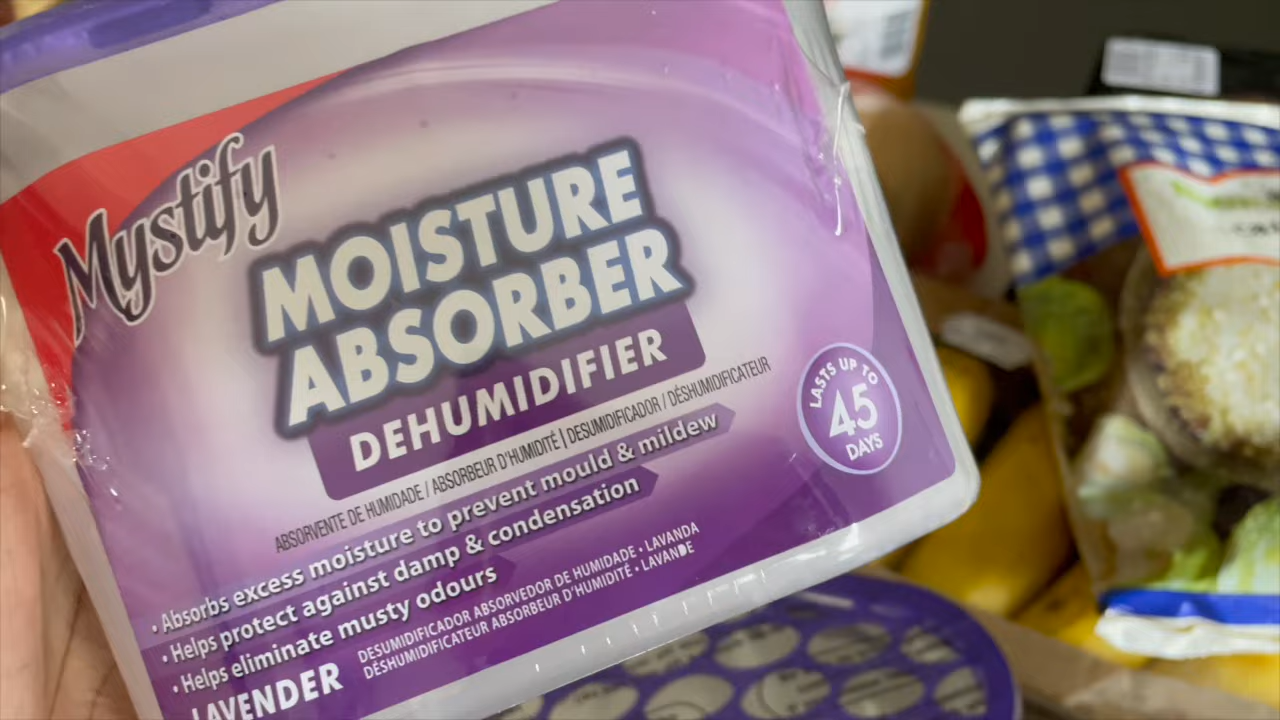 Mystify
MOISTURE
ABSORBER
DEHUMIDIFIER
ABSORVENTE DE HUMIDADE / ABSORBEUR D'HUMIDITÉ | DESUMIDIFICADOR / DÉSHUMIDIFICATEUR
• Absorbs excess moisture to prevent mould & mildew
• Helps protect against damp & condensation
• Helps eliminate musty odours
LAVENDER
DESUMIDIFICADOR ABSORVEDOR DE HUMIDADE • LAVANDA
DÉSHUMIDIFICATEUR ABSORBEUR D'HUMIDITÉ • LAVANDE
LASTS UP TO
45
DAYS